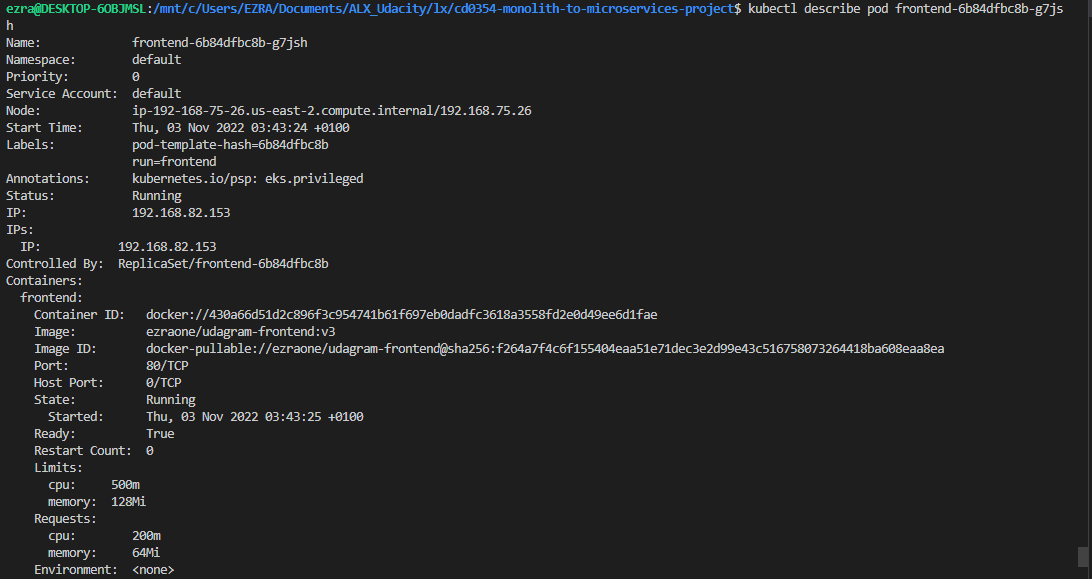 ezra@DESKTOP-6OBJMSL:/mnt/c/Users/EZRA/Documents/ALX_Udacity/lx/cd0354-monolith-to-microservices-project$ kubectl describe pod frontend-6b84dfbc8b-g7js
h
Name:             frontend-6b84dfbc8b-g7jsh
Namespace:        default
Priority:         0
Service Account:  default
Node:             ip-192-168-75-26.us-east-2.compute.internal/192.168.75.26
Start Time:       Thu, 03 Nov 2022 03:43:24 +0100
Labels:           pod-template-hash=6b84dfbc8b
                  run=frontend
Annotations:      kubernetes.io/psp: eks.privileged
Status:           Running
IP:               192.168.82.153
IPs:
  IP:           192.168.82.153
Controlled By:  ReplicaSet/frontend-6b84dfbc8b
Containers:
  frontend:
    Container ID:   docker://430a66d51d2c896f3c954741b61f697eb0dadfc3618a3558fd2e0d49ee6d1fae
    Image:          ezraone/udagram-frontend:v3
    Image ID:       docker-pullable://ezraone/udagram-frontend@sha256:f264a7f4c6f155404eaa51e71dec3e2d99e43c516758073264418ba608eaa8ea
    Port:           80/TCP
    Host Port:      0/TCP
    State:          Running
      Started:      Thu, 03 Nov 2022 03:43:25 +0100
    Ready:          True
    Restart Count:  0
    Limits:
      cpu:     500m
      memory:  128Mi
    Requests:
      cpu:        200m
      memory:     64Mi
    Environment:  <none>